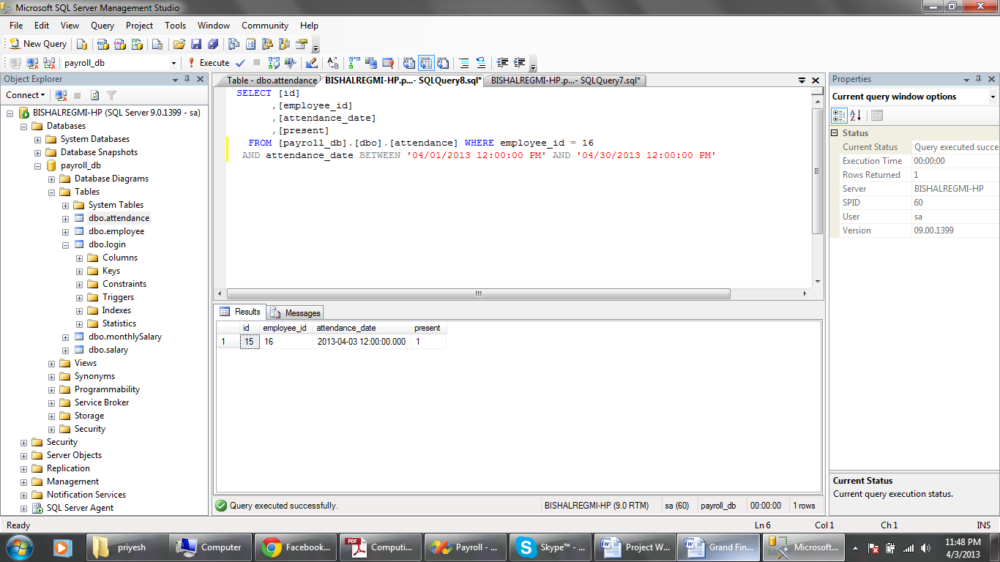 Microsoft SQL Server Management Studio
File Edit View Query Project Tools Window Community Help
New Query
payroll_db Execute
Object Explorer
Connect
BISHALREGMI-HP (SQL Server 9.0.1399 - sa)
Databases
System Databases
Database Snapshots
payroll_db
Database Diagrams
Tables
System Tables
dbo.attendance
dbo.employee
dbo.login
Columns
Keys
Constraints
Triggers
Indexes
Statistics
dbo.monthlySalary
dbo.salary
Views
Synonyms
Programmability
Service Broker
Storage
Security
Security
Server Objects
Replication
Management
Notification Services
SQL Server Agent
Table - dbo.attendance BISHALREGMI-HP.p...- SQLQuery8.sql* BISHALREGMI-HP.p...- SQLQuery7.sql*
SELECT [id]
,[employee_id]
,[attendance_date]
,[present]
FROM [payroll_db].[dbo].[attendance] WHERE employee_id = 16
AND attendance_date BETWEEN '04/01/2013 12:00:00 PM' AND '04/30/2013 12:00:00 PM'
Results Messages
id employee_id attendance_date present
1 15 16 2013-04-03 12:00:00.000 1
Query executed successfully. BISHALREGMI-HP (9.0 RTM) sa (60) payroll_db 00:00:00 1 rows
Properties
Current query window options
Status
Current Status Query executed succe
Execution Time 00:00:00
Rows Returned 1
Server BISHALREGMI-HP
SPID 60
User sa
Version 09.00.1399
Current Status
Current query execution status.
Ready Ln 6 Col 1 Ch 1 INS
priyesh Computer Facebook... Computi... Payroll - ... Skype™ - ... Project W... Grand Fin... Microsoft...
11:48 PM
4/3/2013